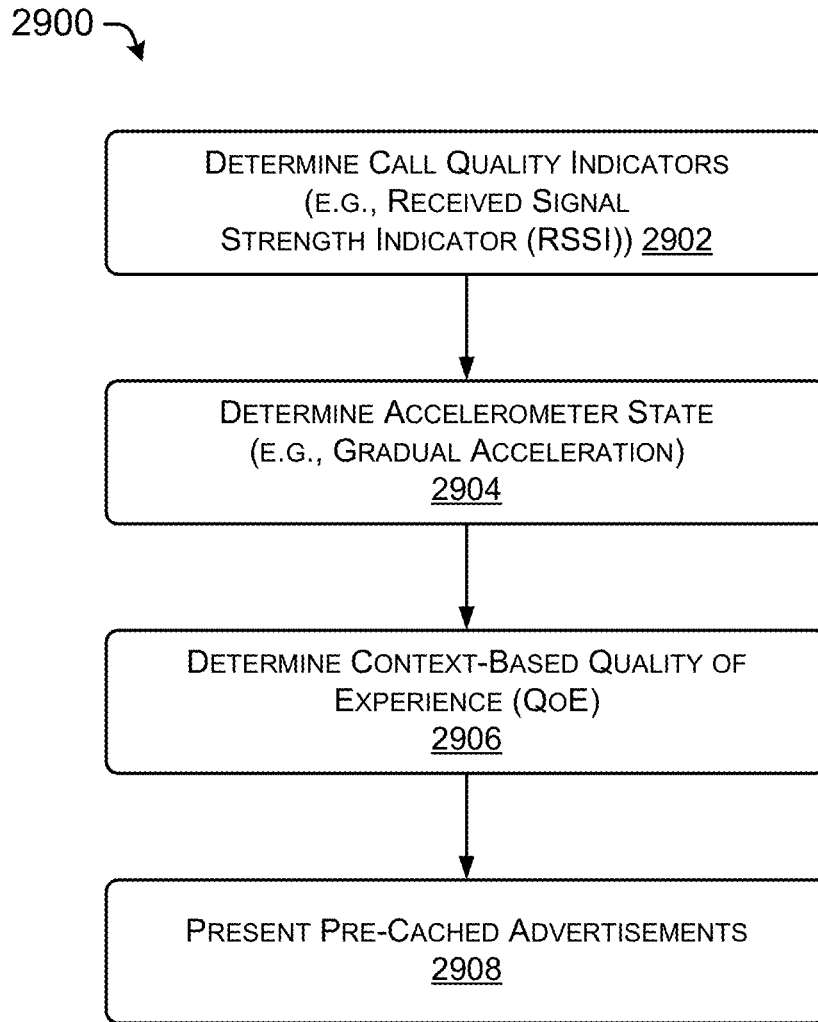 2900
DETERMINE CALL QUALITY INDICATORS
(E.G., RECEIVED SIGNAL
STRENGTH INDICATOR (RSSI)) 2902
DETERMINE ACCELEROMETER STATE
(E.G., GRADUAL ACCELERATION)
2904
DETERMINE CONTEXT-BASED QUALITY OF
EXPERIENCE (QOE)
2906
PRESENT PRE-CACHED ADVERTISEMENTS
2908